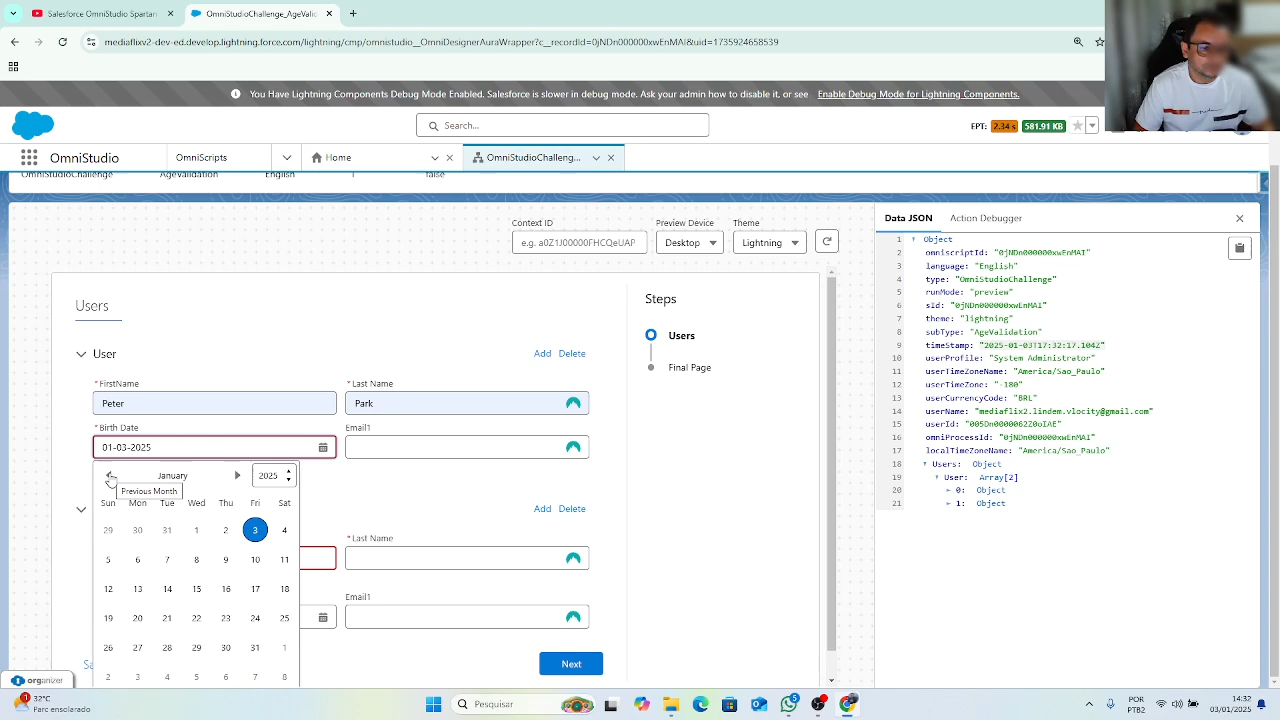 Salesforce OmniStudio Spartan
OmniStudioChallenge_AgeValid
mediaflix2-dev-ed.develop.lightning.force.com/lightning/cmp/omnistudio__OmniDesignerAuraWrapper?c__recordId=0jNDn000000xwEnMAI&uid=1735924658539
You Have Lightning Components Debug Mode Enabled. Salesforce is slower in debug mode. Ask your admin how to disable it, or see Enable Debug Mode for Lightning Components.
Search...
EPT: 2.34 s 581.91 KB
OmniStudio
OmniScripts
Home
OmniStudioChalleng...
OmniStudioChallenge AgeValidation English 1 false
Context ID
Preview Device
Theme
e.g. a0Z1J00000FHCQeUAP
Desktop
Lightning
Users
User
Add Delete
*FirstName
*Last Name
Peter
Park
*Birth Date
Email1
01-03-2025
January
2025
Previous Month
Sun Mon Tue Wed Thu Fri Sat
29 30 31 1 2 3 4
5 6 7 8 9 10 11
12 13 14 15 16 17 18
19 20 21 22 23 24 25
26 27 28 29 30 31 1
2 3 4 5 6 7 8
Add Delete
*Last Name
Email1
Sa
Next
Steps
Users
Final Page
Data JSON
Action Debugger
1 Object
2 omniscriptId: "0jNDn000000xwEnMAI"
3 language: "English"
4 type: "OmniStudioChallenge"
5 runMode: "preview"
6 sId: "0jNDn000000xwEnMAI"
7 theme: "lightning"
8 subType: "AgeValidation"
9 timeStamp: "2025-01-03T17:32:17.104Z"
10 userProfile: "System Administrator"
11 userTimeZoneName: "America/Sao_Paulo"
12 userTimeZone: "-180"
13 userCurrencyCode: "BRL"
14 userName: "mediaflix2.lindem.vlocity@gmail.com"
15 userId: "005Dn0000062Z0oIAE"
16 omniProcessId: "0jNDn000000xwEnMAI"
17 localTimeZoneName: "America/Sao_Paulo"
18 Users: Object
19 User: Array[2]
20 0: Object
21 1: Object
organizer
32°C
Parc ensolarado
Pesquisar
5
POR
PTB2
14:32
03/01/2025